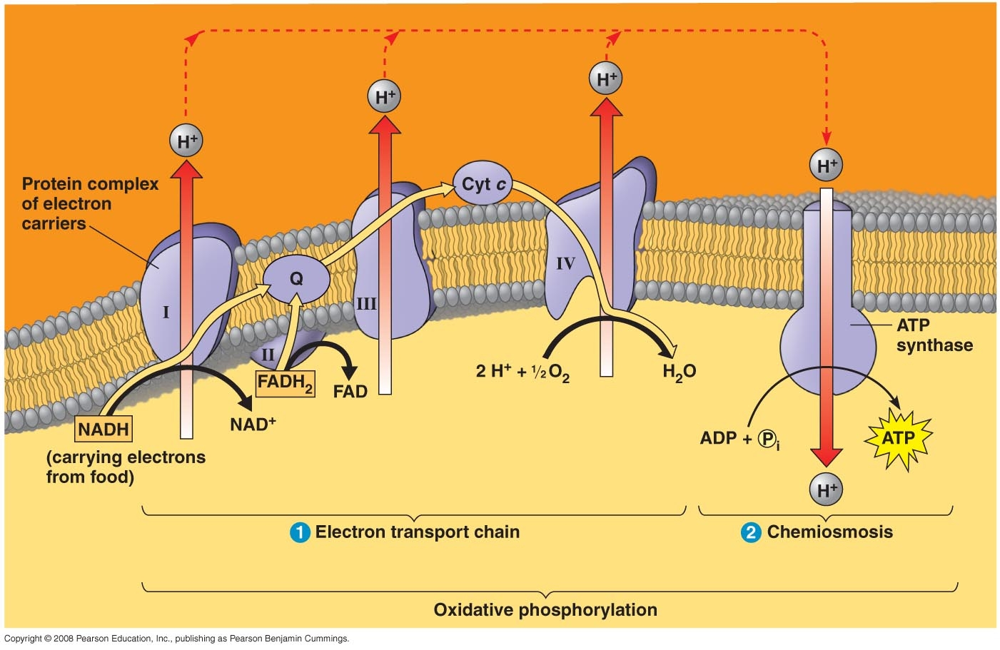 H⁺
H⁺
H⁺
H⁺
Protein complex
of electron
carriers
Cyt c
Q
I
II
III
IV
FADH₂
FAD
NADH
NAD⁺
(carrying electrons
from food)
2 H⁺ + ½ O₂
H₂O
ATP
synthase
ADP + Pᵢ
ATP
H⁺
1 Electron transport chain
2 Chemiosmosis
Oxidative phosphorylation
Copyright © 2008 Pearson Education, Inc., publishing as Pearson Benjamin Cummings.